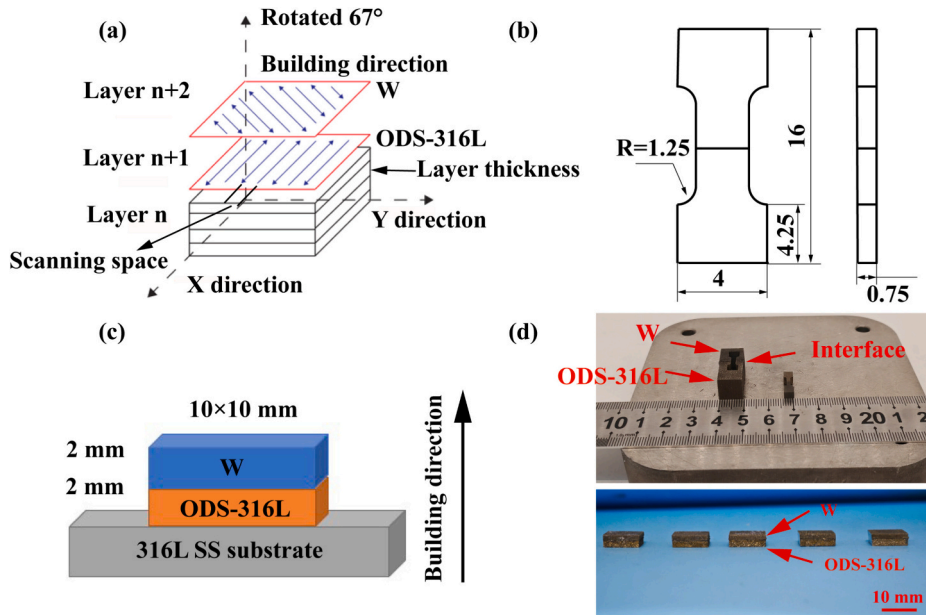 (a)
Rotated 67°
Building direction
Layer n+2
W
ODS-316L
Layer n+1
Layer thickness
Layer n
Y direction
Scanning space
X direction
(b)
R=1.25
16
4.25
4
0.75
(c)
10×10 mm
2 mm
W
2 mm
ODS-316L
316L SS substrate
Building direction
(d)
W
Interface
ODS-316L
10 1 2 3 4 5 6 7 8 9 20 1 2
W
ODS-316L
10 mm